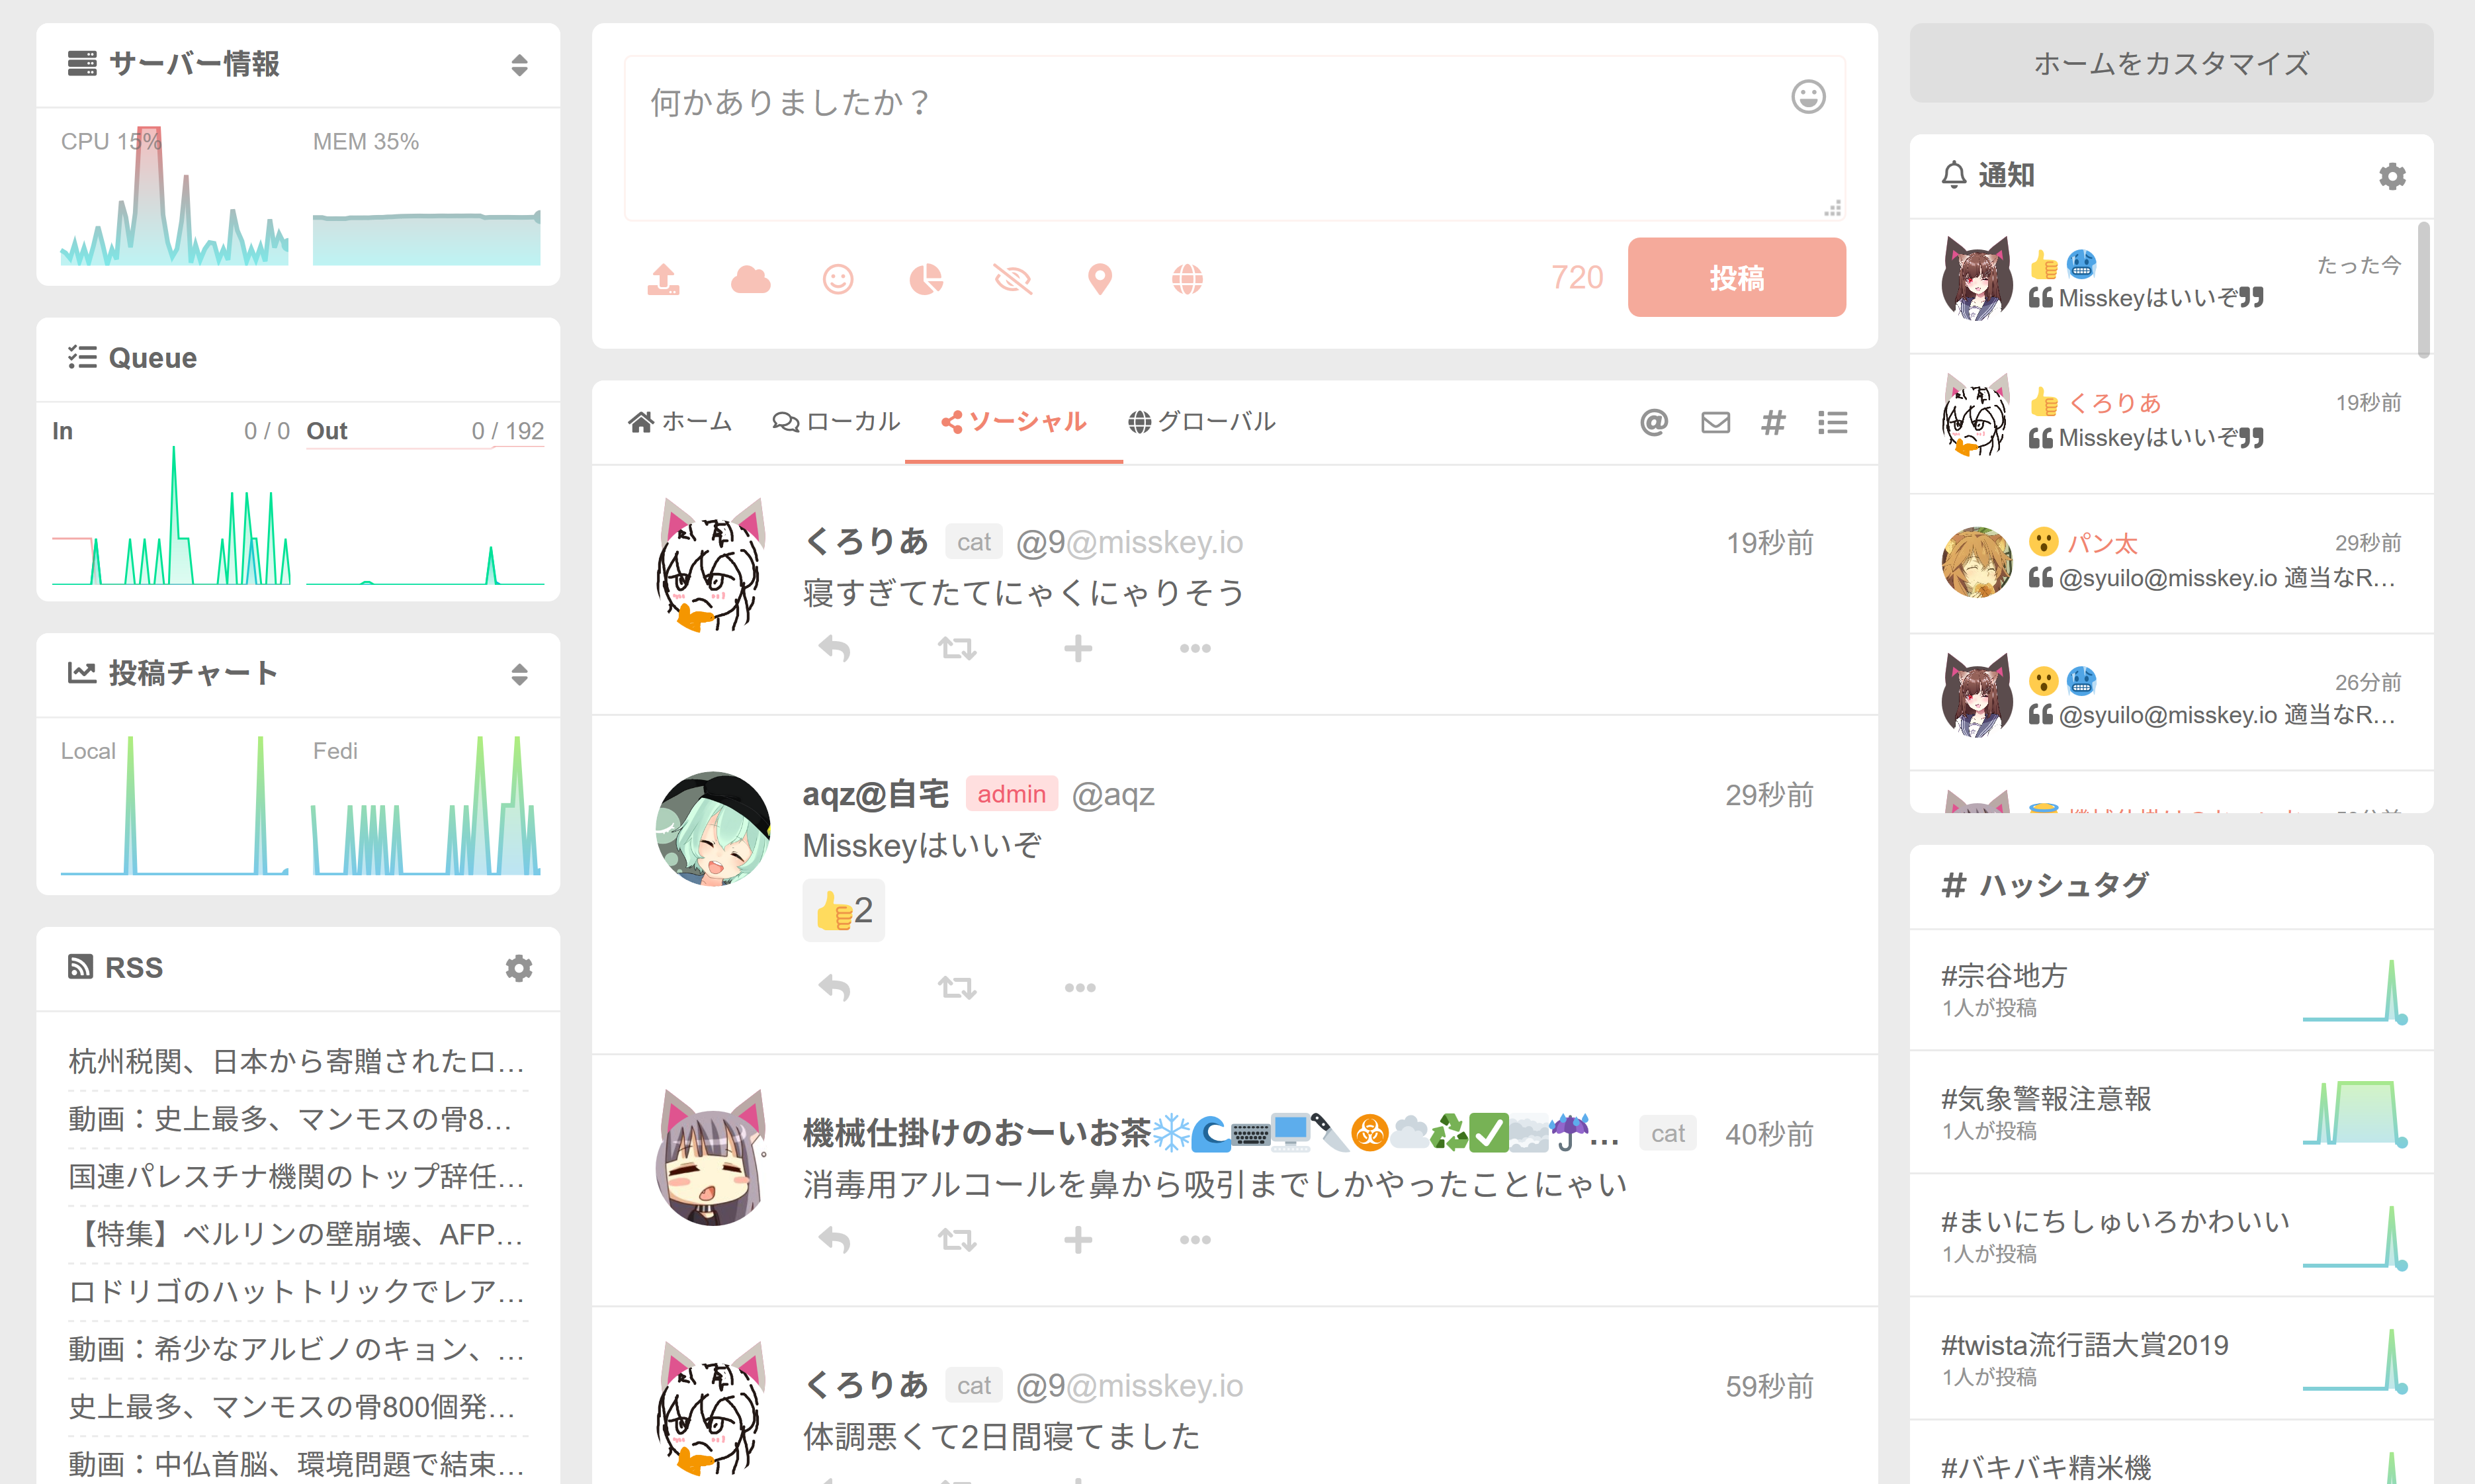 サーバー情報
CPU 15%
MEM 35%
Queue
In 0 / 0
Out 0 / 192
投稿チャート
Local
Fedi
RSS
杭州税関、日本から寄贈されたロ…
動画：史上最多、マンモスの骨8…
国連パレスチナ機関のトップ辞任…
【特集】ベルリンの壁崩壊、AFP…
ロドリゴのハットトリックでレア…
動画：希少なアルビノのキョン、…
史上最多、マンモスの骨800個発…
動画：中仏首脳、環境問題で結束…
何かありましたか？
720
投稿
ホーム
ローカル
ソーシャル
グローバル
くろりあ cat @9@misskey.io 19秒前
寝すぎてたてにゃくにゃりそう
aqz@自宅 admin @aqz 29秒前
Misskeyはいいぞ
👍2
機械仕掛けのおーいお茶❄️🌊⌨️🖥️🔪☣️☁️♻️✅🌫️☔… cat 40秒前
消毒用アルコールを鼻から吸引までしかやったことにゃい
くろりあ cat @9@misskey.io 59秒前
体調悪くて2日間寝てました
ホームをカスタマイズ
通知
👍🥶 たった今
❝Misskeyはいいぞ❞
👍くろりあ 19秒前
❝Misskeyはいいぞ❞
😮パン太 29秒前
❝@syuilo@misskey.io 適当なR…
😮🥶 26分前
❝@syuilo@misskey.io 適当なR…
ハッシュタグ
#宗谷地方
1人が投稿
#気象警報注意報
1人が投稿
#まいにちしゅいろかわいい
1人が投稿
#twista流行語大賞2019
1人が投稿
#バキバキ精米機